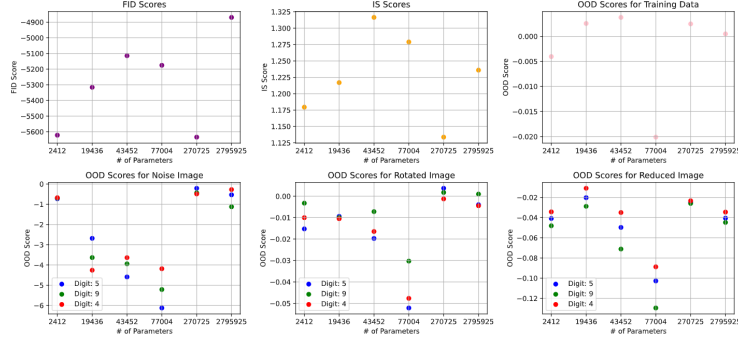 FID Scores
FID Score
−4900
−5000
−5100
−5200
−5300
−5400
−5500
−5600
2412 19436 43452 77004 270725 2795925
# of Parameters
IS Scores
IS Score
1.325
1.300
1.275
1.250
1.225
1.200
1.175
1.150
1.125
2412 19436 43452 77004 270725 2795925
# of Parameters
OOD Scores for Training Data
OOD Score
0.000
−0.005
−0.010
−0.015
−0.020
2412 19436 43452 77004 270725 2795925
# of Parameters
OOD Scores for Noise Image
OOD Score
0
−1
−2
−3
−4
−5
−6
Digit: 5
Digit: 9
Digit: 4
2412 19436 43452 77004 270725 2795925
# of Parameters
OOD Scores for Rotated Image
OOD Score
0.00
−0.01
−0.02
−0.03
−0.04
−0.05
Digit: 5
Digit: 9
Digit: 4
2412 19436 43452 77004 270725 2795925
# of Parameters
OOD Scores for Reduced Image
OOD Score
−0.02
−0.04
−0.06
−0.08
−0.10
−0.12
Digit: 5
Digit: 9
Digit: 4
2412 19436 43452 77004 270725 2795925
# of Parameters